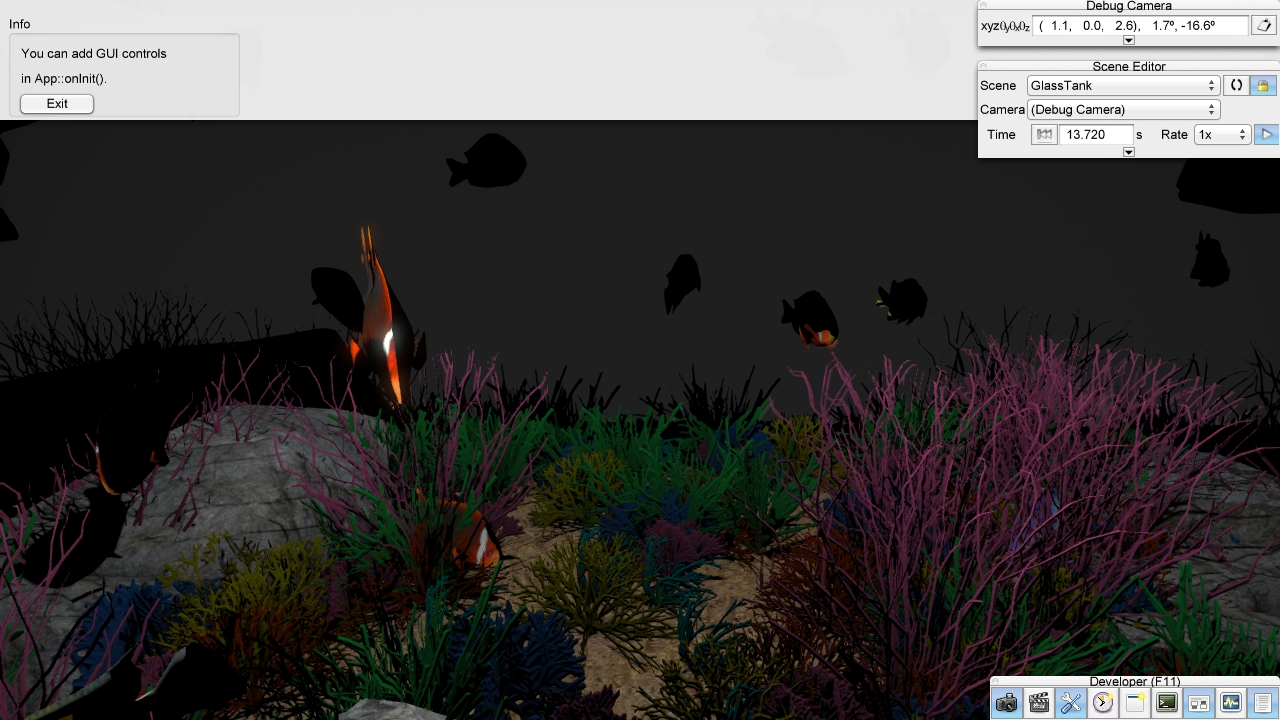 Info
You can add GUI controls
in App::onInit().
Exit
Debug Camera
( 1.1, 0.0, 2.6), 1.7º, -16.6º
Scene Editor
Scene GlassTank
Camera (Debug Camera)
Time 13.720 s Rate 1x
Developer (F11)